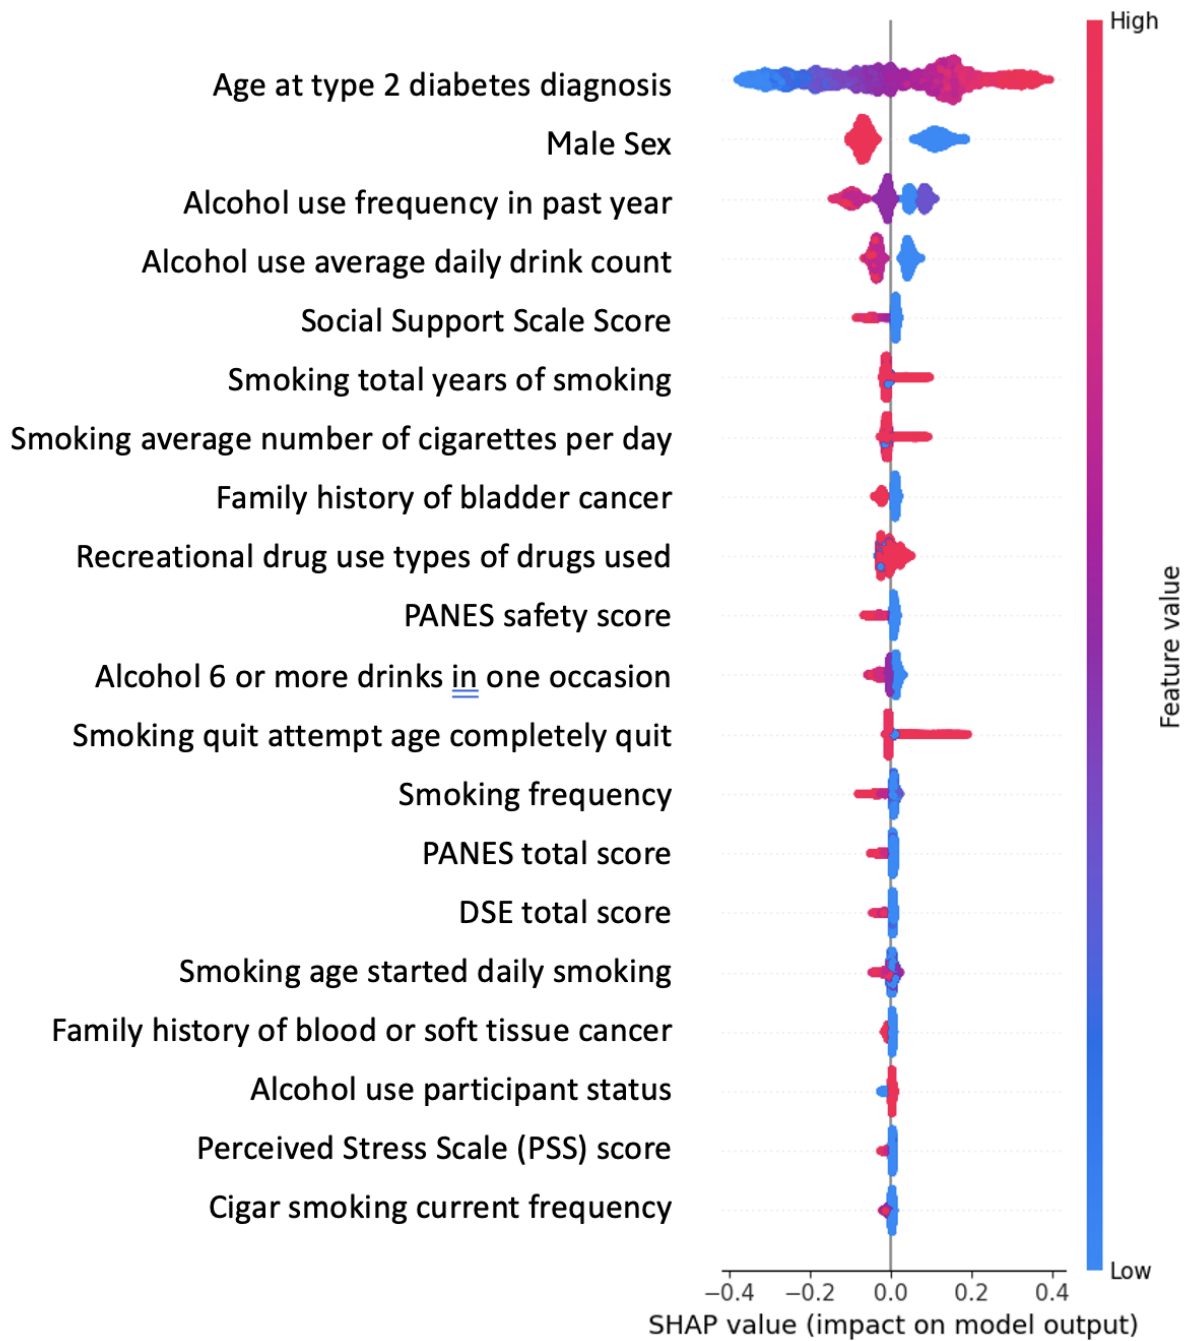 High
Age at type 2 diabetes diagnosis
Male Sex
Alcohol use frequency in past year
Alcohol use average daily drink count
Social Support Scale Score
Smoking total years of smoking
Smoking average number of cigarettes per day
Family history of bladder cancer
Recreational drug use types of drugs used
PANES safety score
Alcohol 6 or more drinks in one occasion
Smoking quit attempt age completely quit
Smoking frequency
PANES total score
DSE total score
Smoking age started daily smoking
Family history of blood or soft tissue cancer
Alcohol use participant status
Perceived Stress Scale (PSS) score
Cigar smoking current frequency
Feature value
Low
−0.4 −0.2 0.0 0.2 0.4
SHAP value (impact on model output)